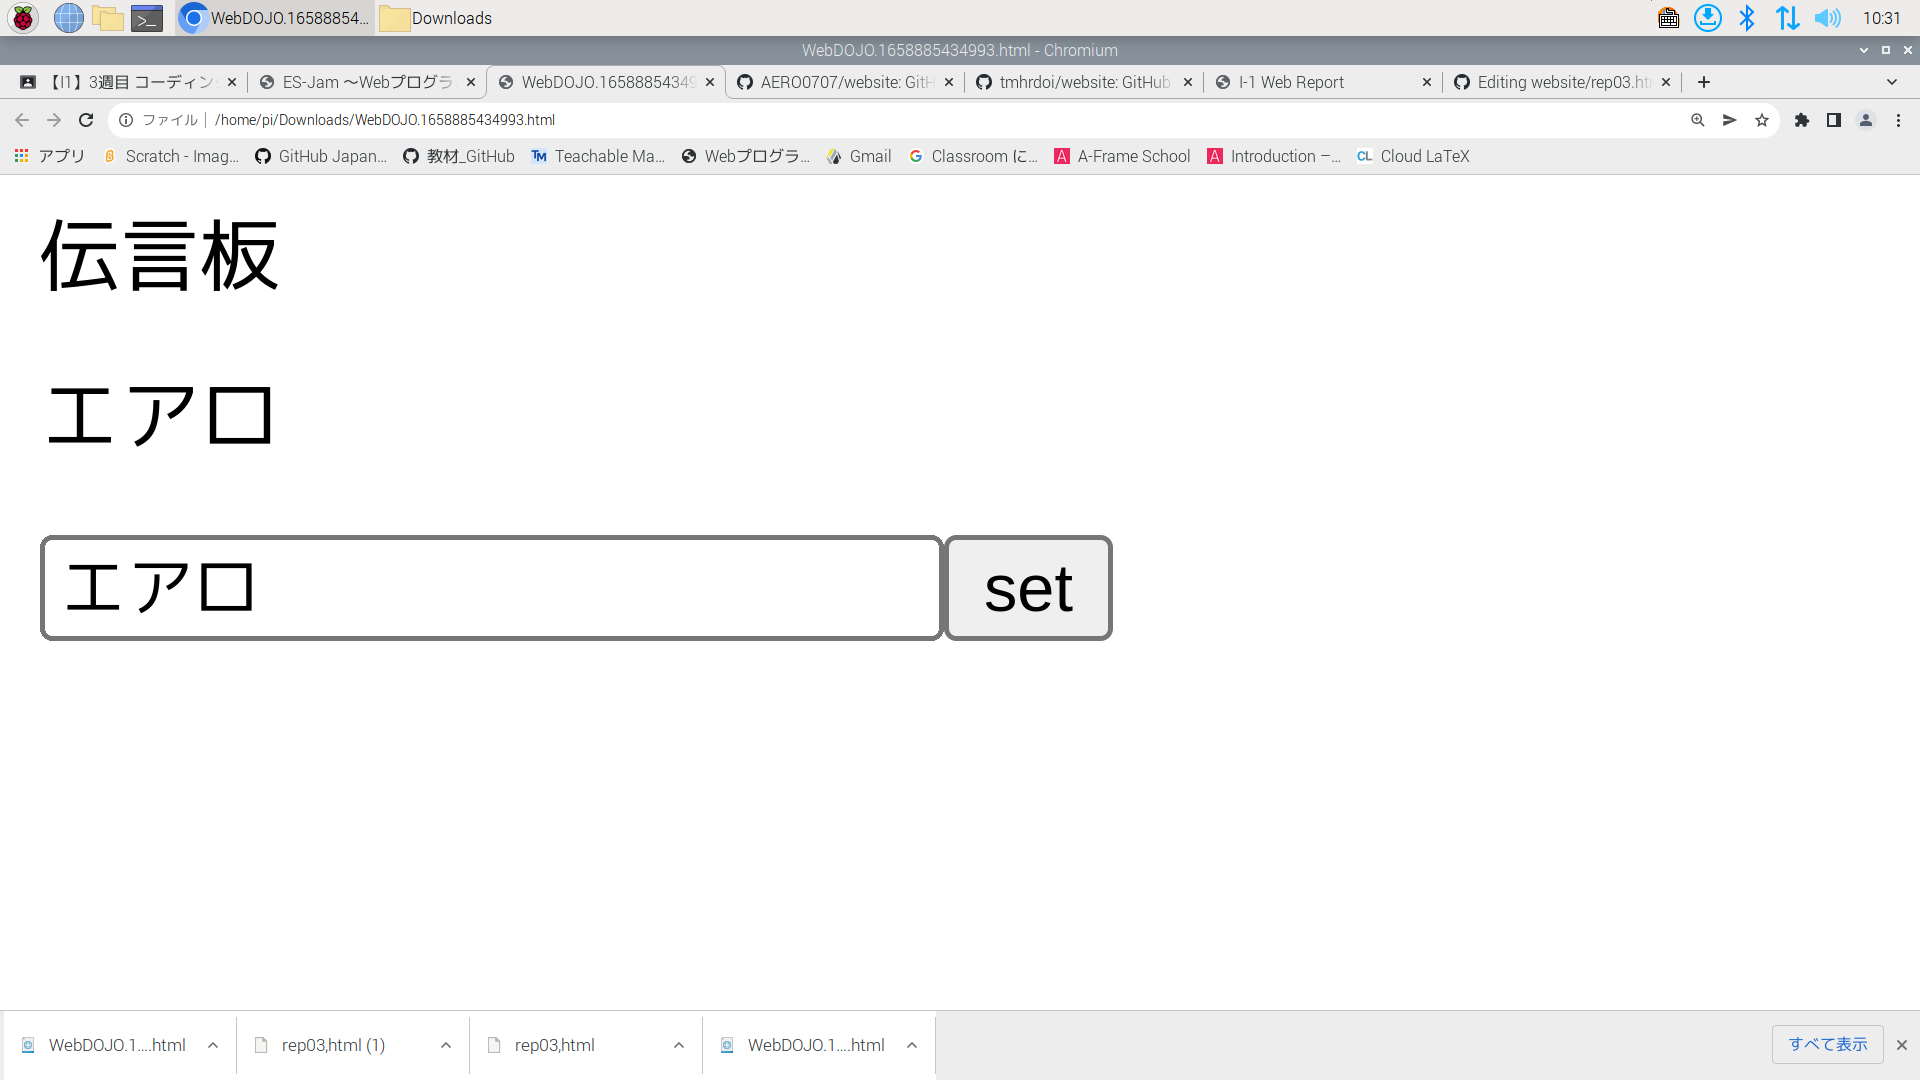 WebDOJO.16588854...
Downloads
10:31
WebDOJO.1658885434993.html - Chromium
【I1】3週目 コーディング
ES-Jam ～Webプログラ
WebDOJO.16588854349
AERO0707/website: GitH
tmhrdoi/website: GitHub
I-1 Web Report
Editing website/rep03.ht
ファイル
/home/pi/Downloads/WebDOJO.1658885434993.html
アプリ
Scratch - Imag...
GitHub Japan...
教材_GitHub
TM
Teachable Ma...
Webプログラ...
Gmail
G
Classroom に...
A
A-Frame School
A
Introduction –...
CL
Cloud LaTeX
伝言板
エアロ
エアロ
set
WebDOJO.1....html
rep03,html (1)
rep03,html
WebDOJO.1....html
すべて表示